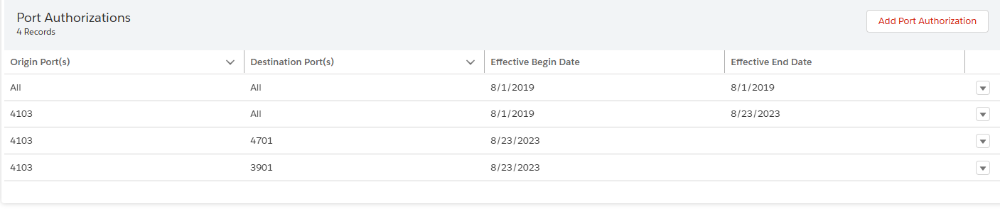 Port Authorizations
4 Records
Add Port Authorization
Origin Port(s) Destination Port(s) Effective Begin Date Effective End Date
All All 8/1/2019 8/1/2019
4103 All 8/1/2019 8/23/2023
4103 4701 8/23/2023
4103 3901 8/23/2023